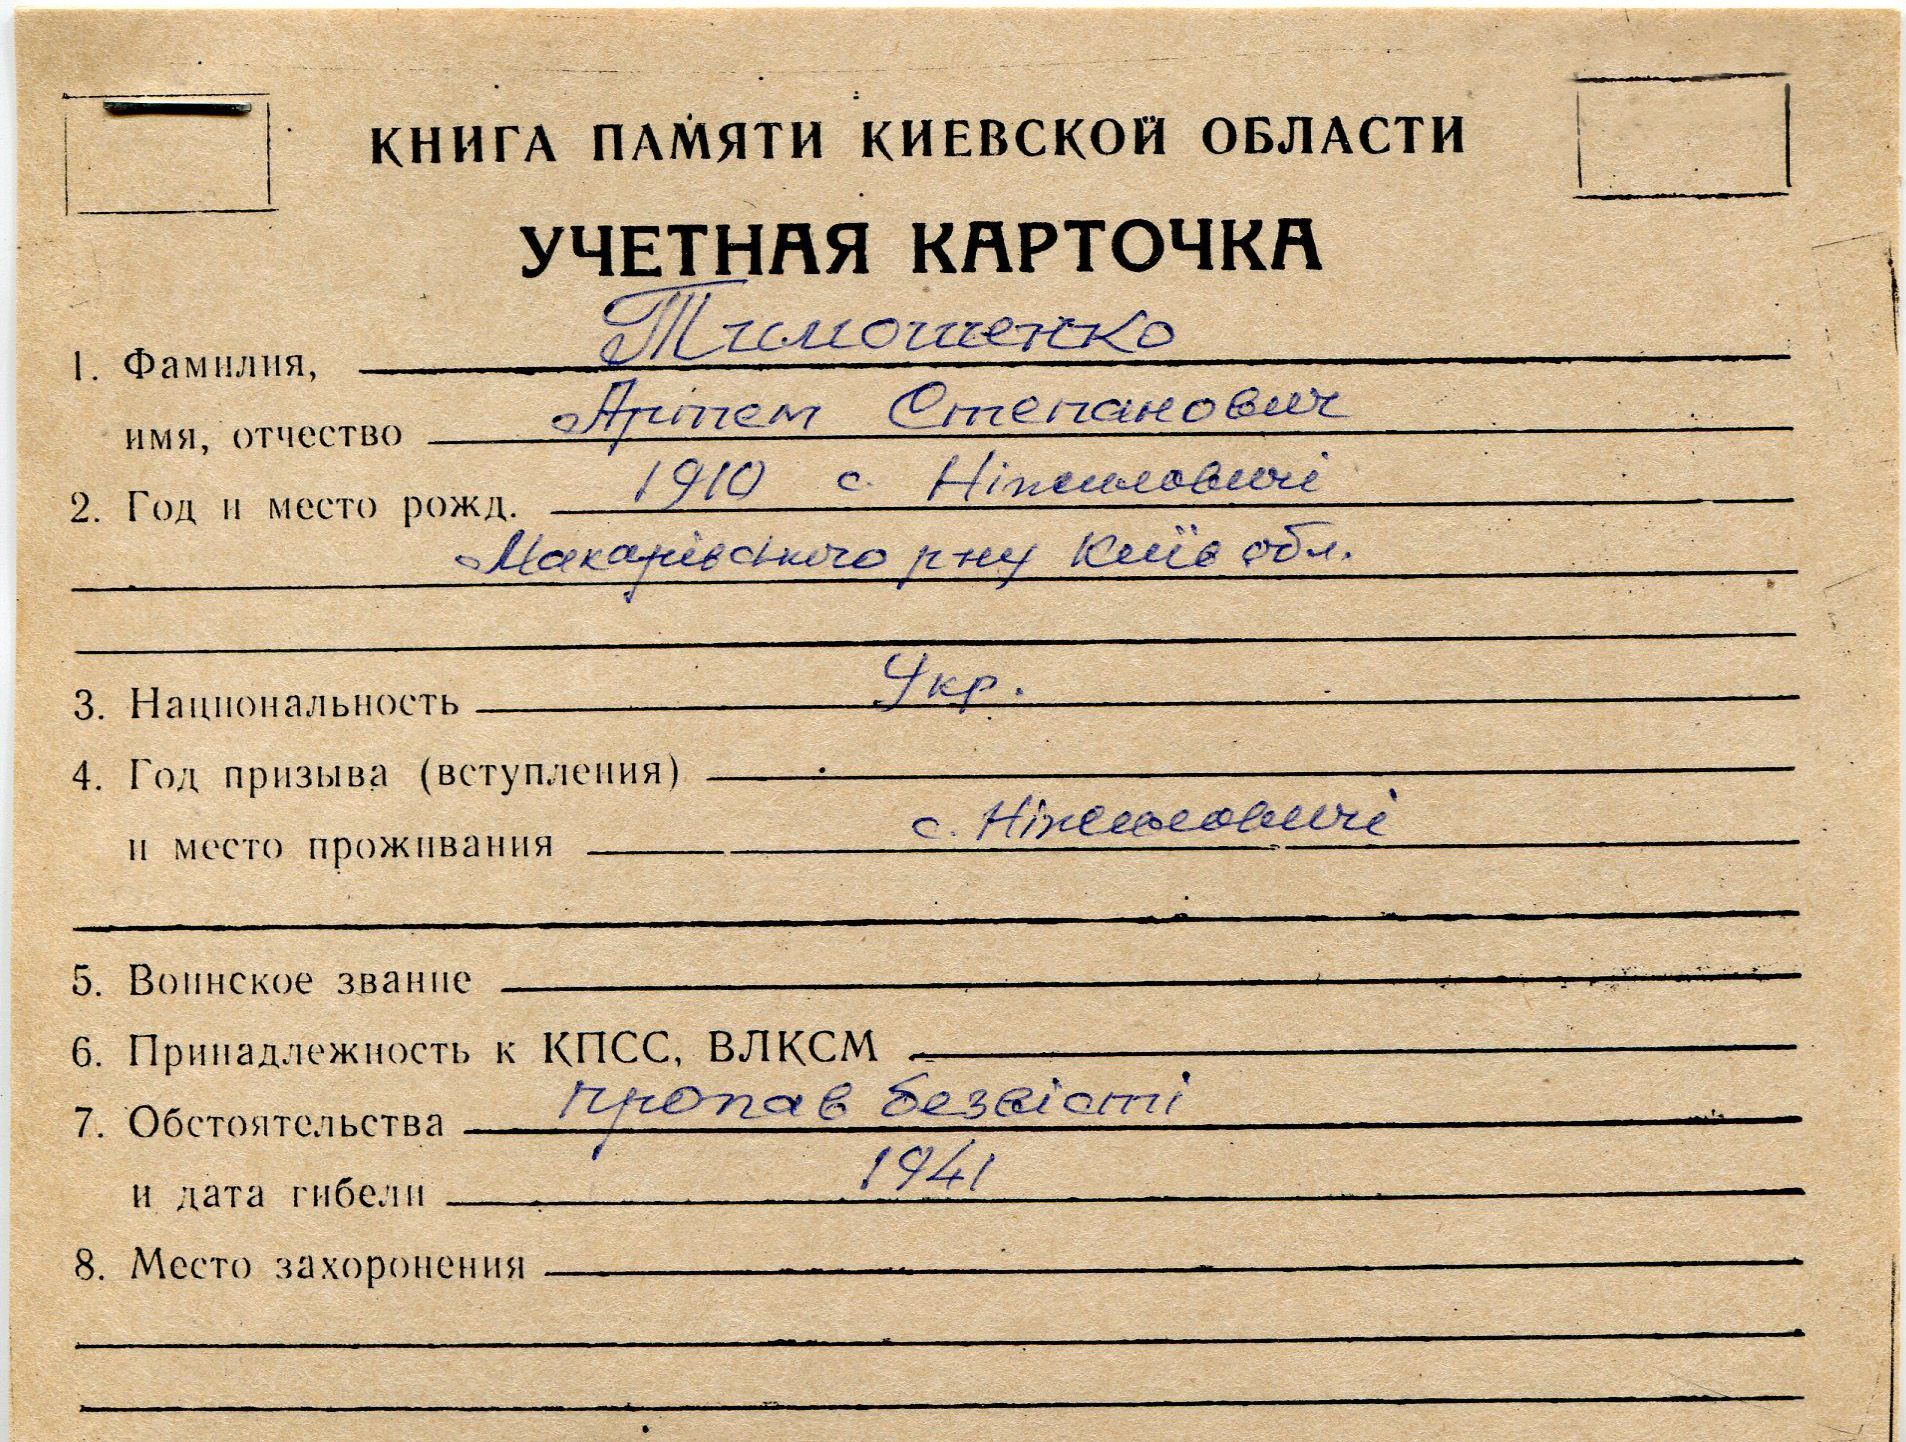 КНИГА ПАМЯТИ КИЕВСКОЙ ОБЛАСТИ
УЧЕТНАЯ КАРТОЧКА
1. Фамилия, Тимошенко
имя, отчество Артем Степанович
2. Год и место рожд. 1910 с. Ніжиловичі
Макарівського р-ну Київ обл.
3. Национальность Укр.
4. Год призыва (вступления)
и место проживания с. Ніжиловичі
5. Воинское звание
6. Принадлежность к КПСС, ВЛКСМ
7. Обстоятельства пропав безвісті
и дата гибели 1941
8. Место захоронения